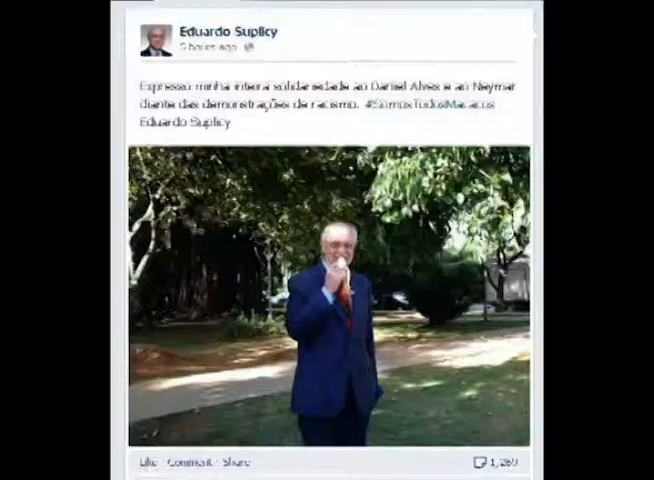 Eduardo Suplicy
5 hours ago
Expresso minha inteira solidariedade ao Daniel Alves e ao Neymar
diante das demonstrações de racismo. #SomosTodosMacacos
Eduardo Suplicy
Like · Comment · Share
1,269